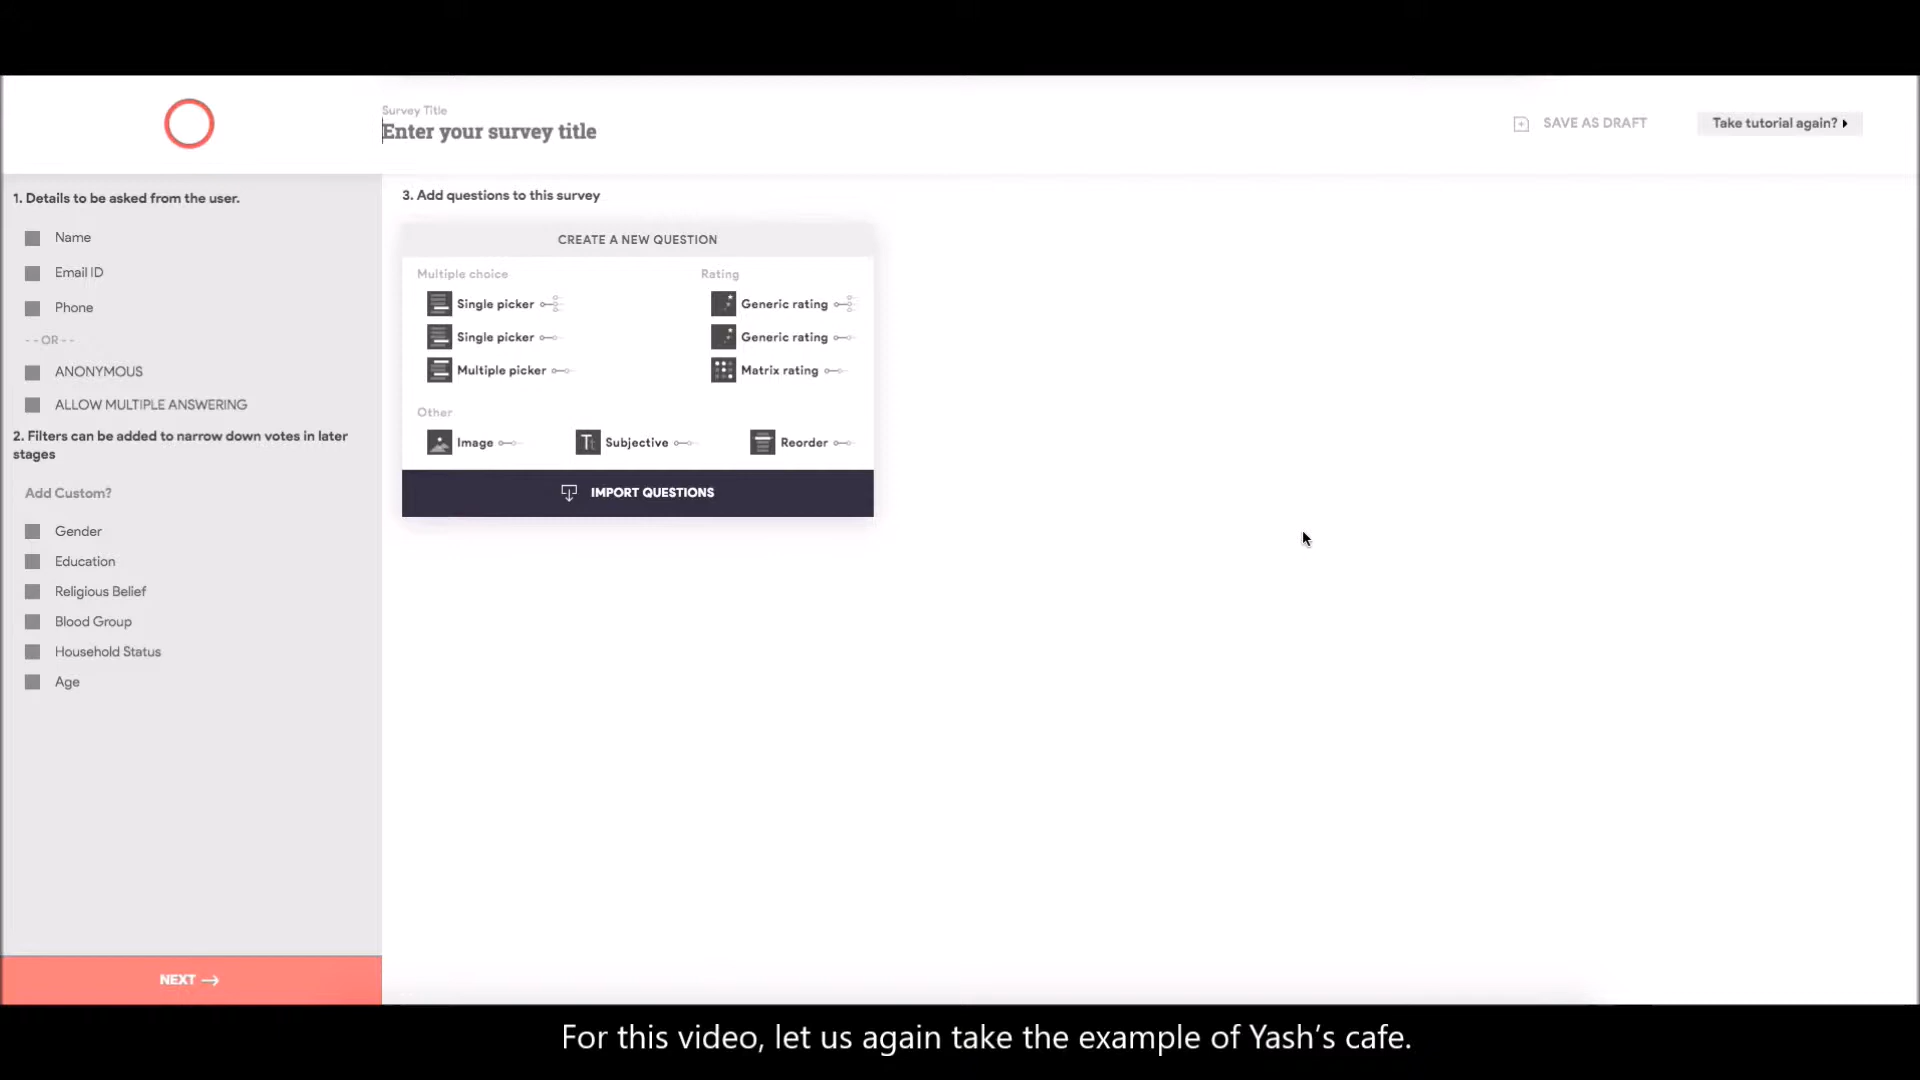 Survey Title
Enter your survey title
SAVE AS DRAFT
Take tutorial again?
1. Details to be asked from the user.
Name
Email ID
Phone
- - OR - -
ANONYMOUS
ALLOW MULTIPLE ANSWERING
2. Filters can be added to narrow down votes in later
stages
Add Custom?
Gender
Education
Religious Belief
Blood Group
Household Status
Age
NEXT
3. Add questions to this survey
CREATE A NEW QUESTION
Multiple choice
Single picker
Single picker
Multiple picker
Rating
Generic rating
Generic rating
Matrix rating
Other
Image
Tt Subjective
Reorder
IMPORT QUESTIONS
For this video, let us again take the example of Yash’s cafe.